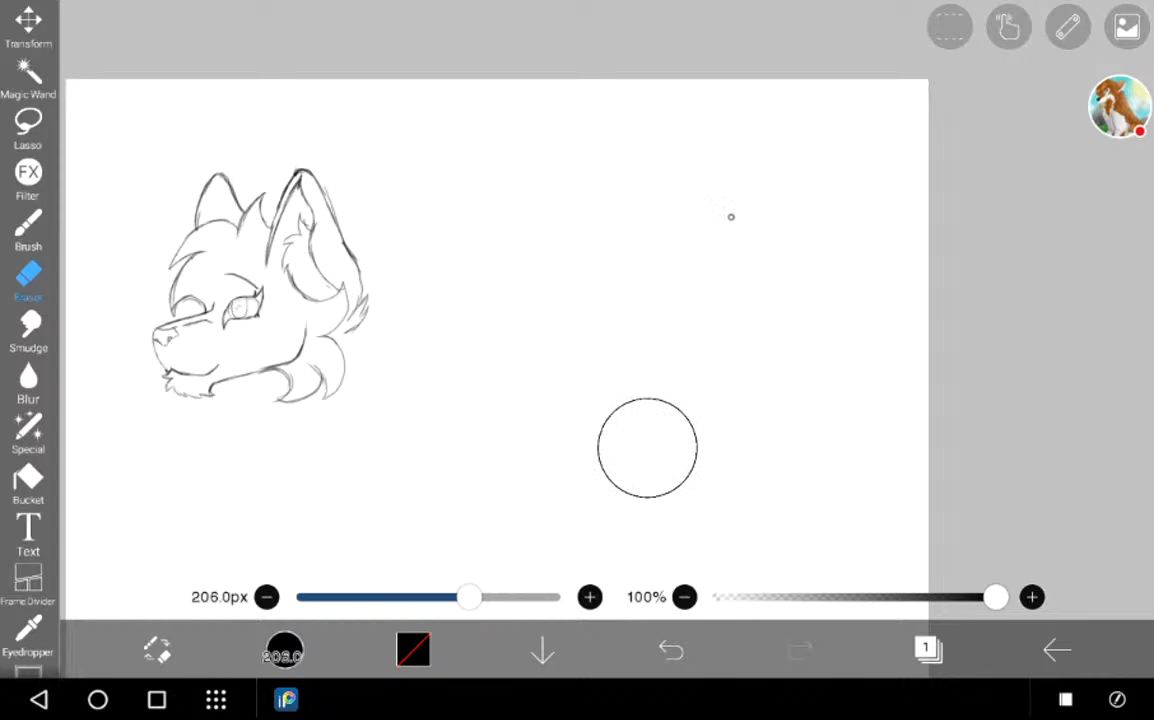 Transform
Magic Wand
Lasso
FX
Filter
Brush
Eraser
Smudge
Blur
Special
Bucket
T
Text
Frame Divider
Eyedropper
206.0px
100%
206.0
1